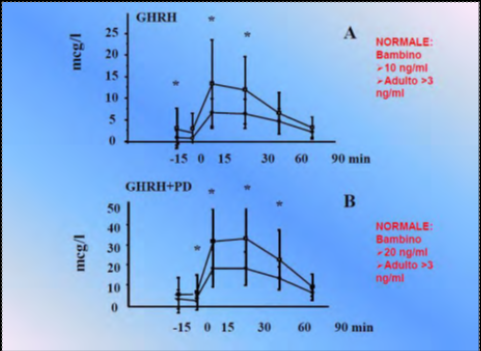 GHRH
A
mcg/l
25
20
15
10
5
0
-15 0 15 30 60 90 min
NORMALE:
Bambino
➢10 ng/ml
➢Adulto >3
ng/ml
GHRH+PD
B
mcg/l
50
40
30
20
10
0
-15 0 15 30 60 90 min
NORMALE:
Bambino
➢20 ng/ml
➢Adulto >3
ng/ml